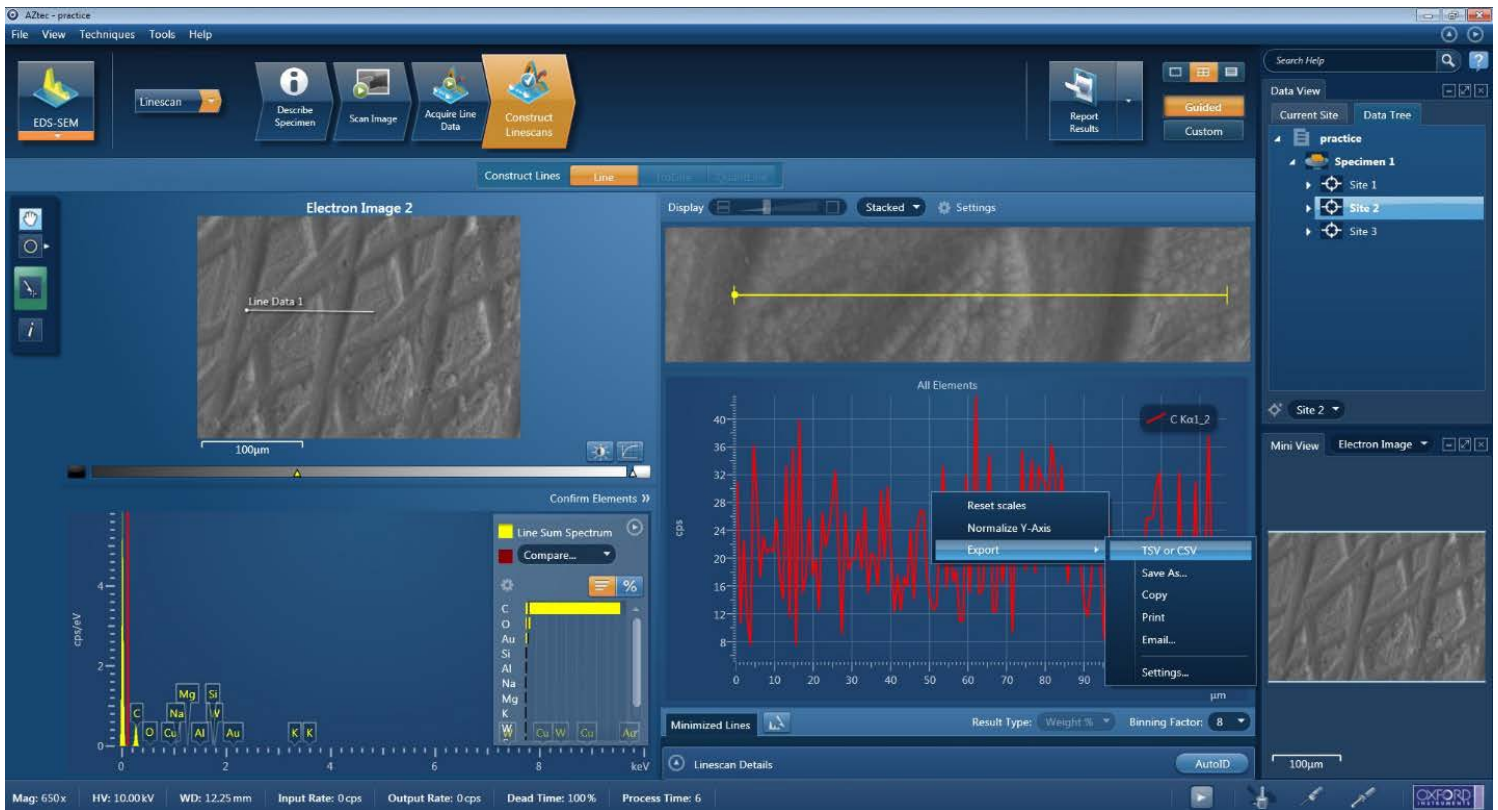 AZtec - practice
File View Techniques Tools Help
EDS-SEM
Linescan
Describe
Specimen
Scan Image
Acquire Line
Data
Construct
Linescans
Report
Results
Guided
Custom
Construct Lines Line TruLine QuantLine
Electron Image 2
Line Data 1
100µm
Confirm Elements »
Line Sum Spectrum
Compare...
%
C
O
Au
Si
Al
Na
Mg
K
W
cps/eV
4
2
0
Mg Si
C Na W
O Cu Al Au K K W Cu W Cu Au
0 2 4 6 8 keV
Display Stacked Settings
All Elements
C Kα1_2
cps
40
36
32
28
24
20
16
12
8
0 10 20 30 40 50 60 70 80 90
µm
Reset scales
Normalize Y-Axis
Export
TSV or CSV
Save As...
Copy
Print
Email...
Settings...
Minimized Lines
Result Type: Weight % Binning Factor: 8
Linescan Details AutoID
Search Help
?
Data View
Current Site Data Tree
practice
Specimen 1
Site 1
Site 2
Site 3
Site 2
Mini View Electron Image
100µm
Mag: 650x HV: 10.00 kV WD: 12.25 mm Input Rate: 0 cps Output Rate: 0 cps Dead Time: 100 % Process Time: 6
OXFORD
INSTRUMENTS